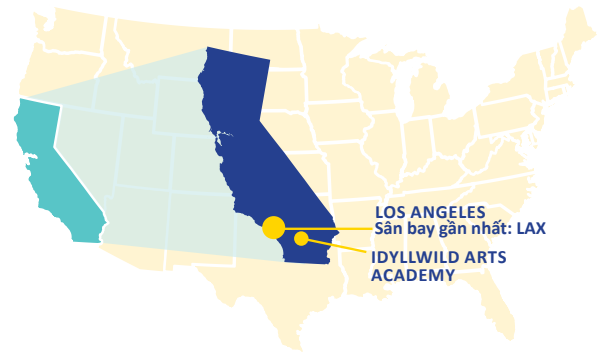 LOS ANGELES
Sân bay gần nhất: LAX
IDYLLWILD ARTS
ACADEMY